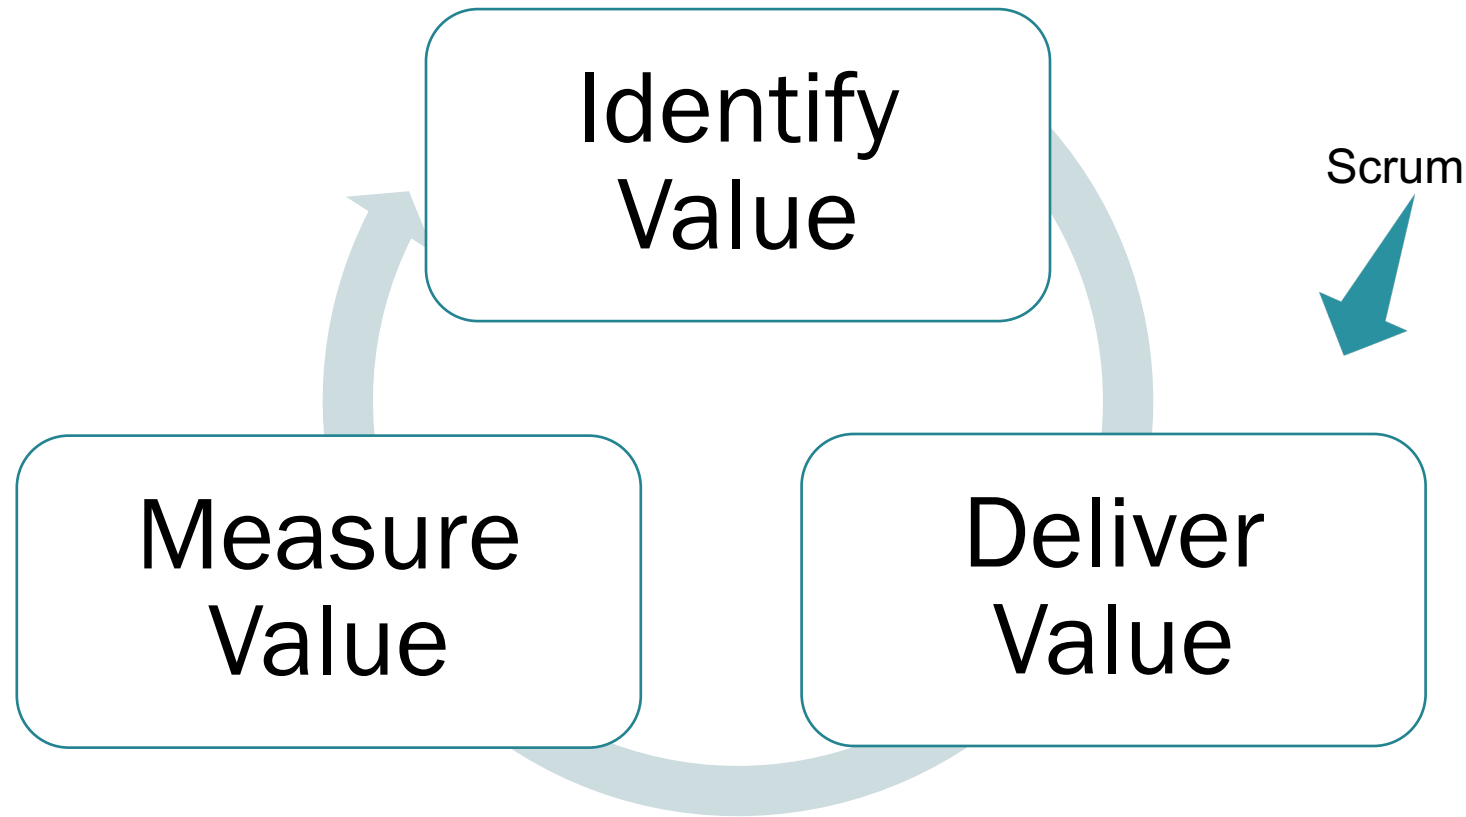 Identify
Value
Scrum
Measure
Value
Deliver
Value